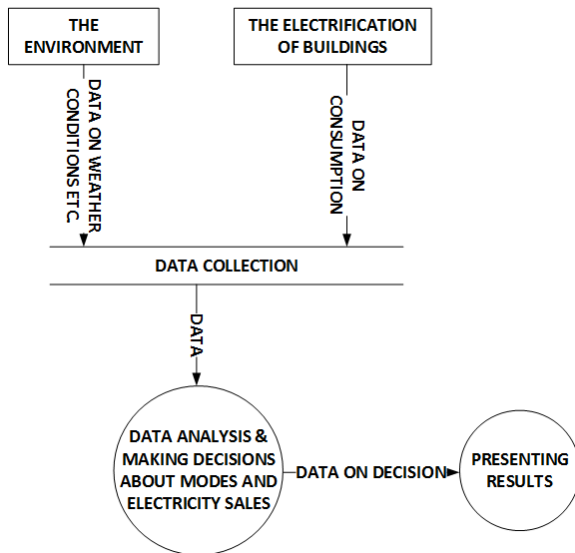 THE
ENVIRONMENT
THE ELECTRIFICATION
OF BUILDINGS
DATA ON WEATHER
CONDITIONS ETC.
DATA ON
CONSUMPTION
DATA COLLECTION
DATA
DATA ANALYSIS &
MAKING DECISIONS
ABOUT MODES AND
ELECTRICITY SALES
DATA ON DECISION
PRESENTING
RESULTS